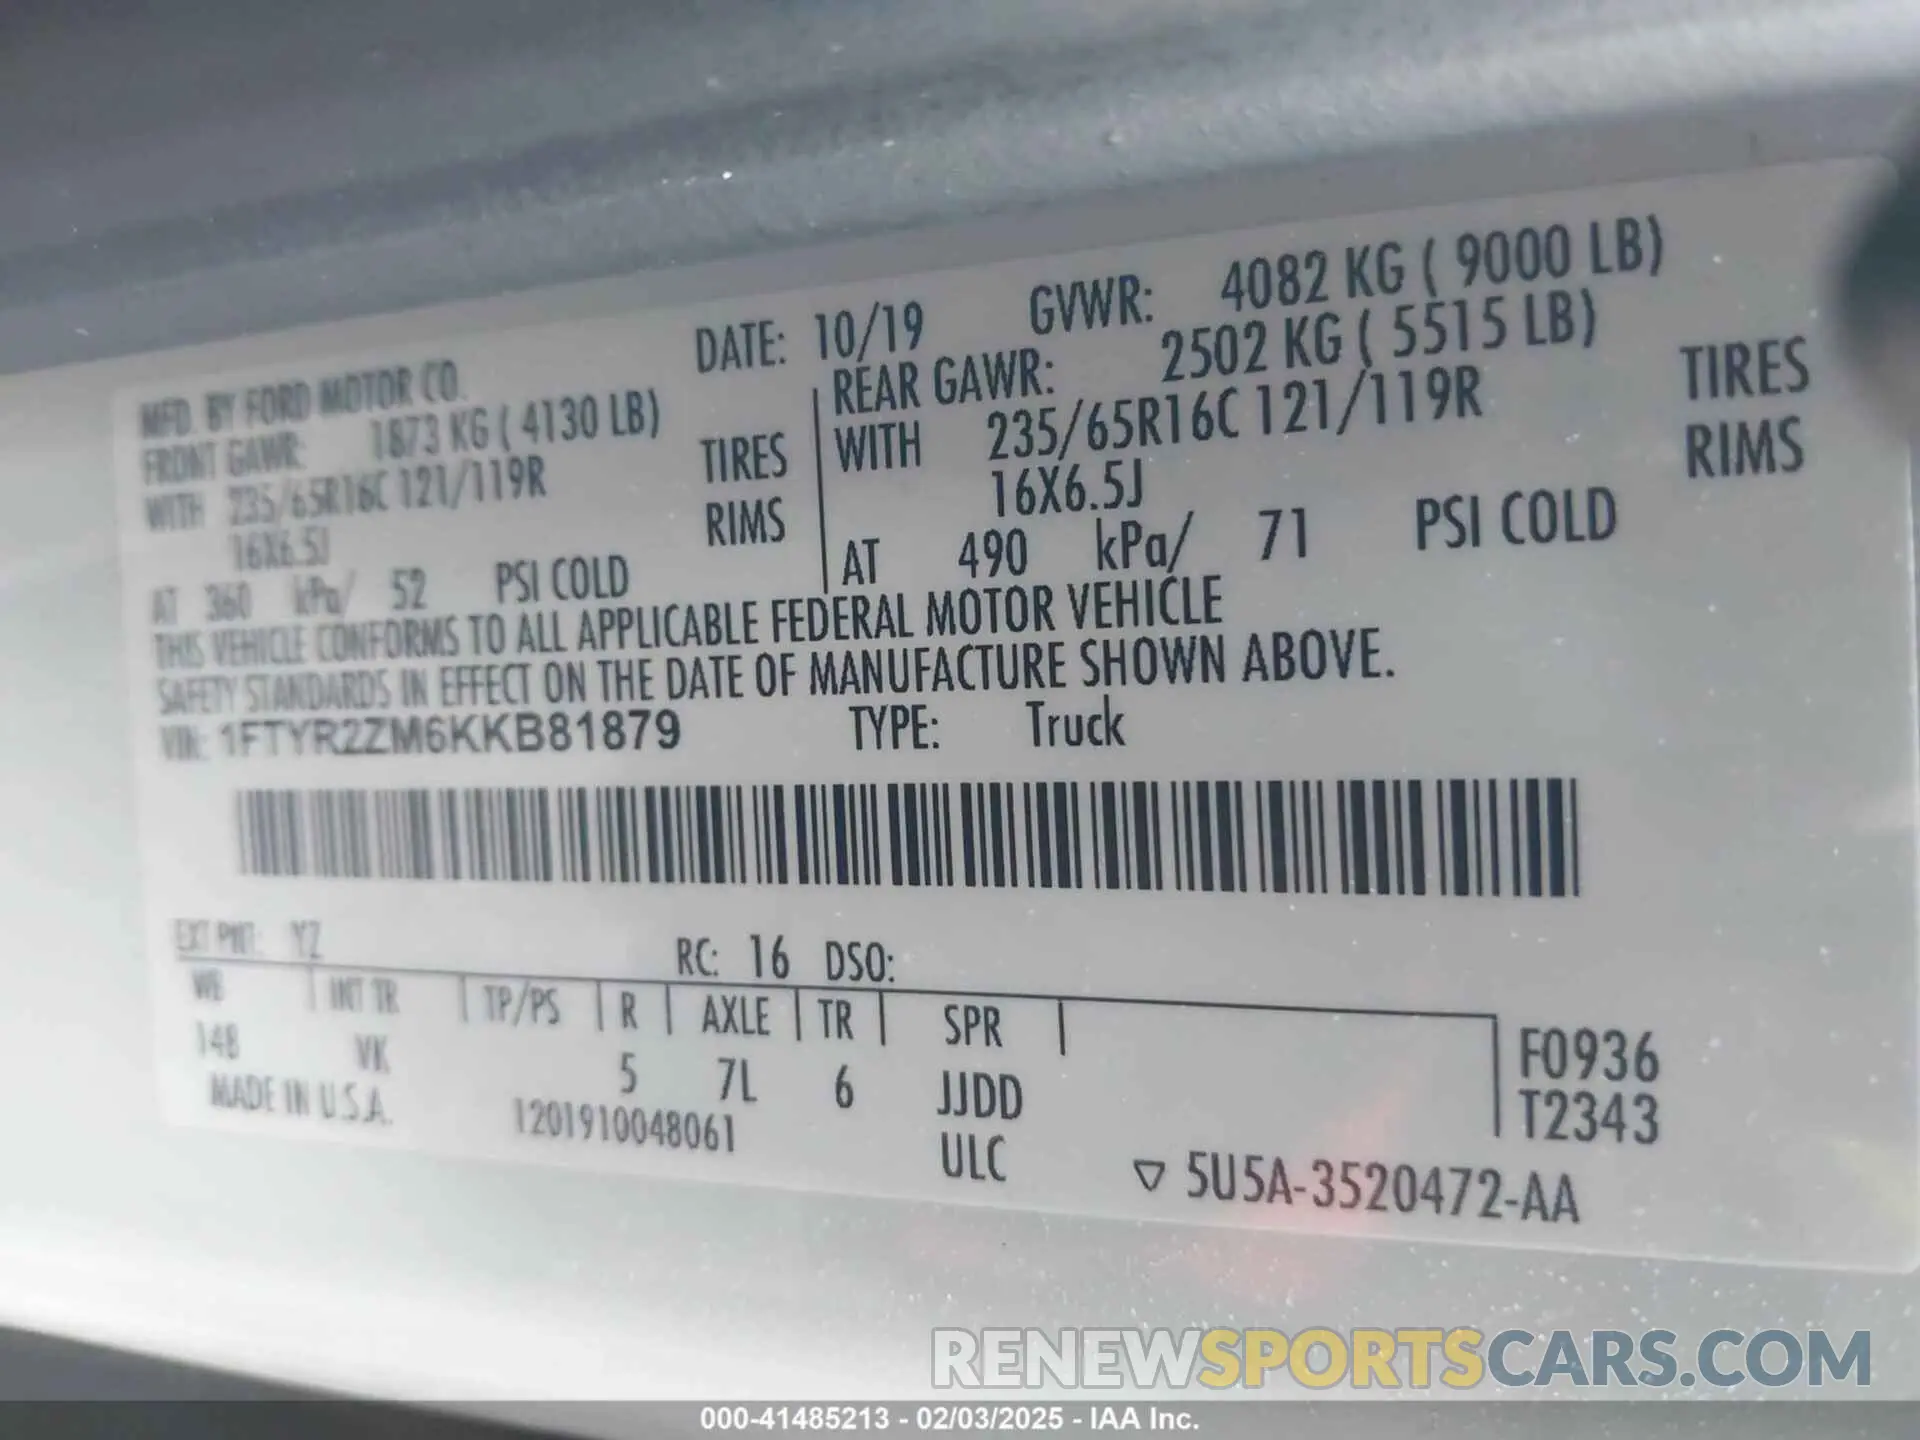 MFD. BY FORD MOTOR CO.
DATE: 10/19 GVWR: 4082 KG ( 9000 LB)
FRONT GAWR: 1873 KG ( 4130 LB)
WITH 235/65R16C 121/119R TIRES
16X6.5J RIMS
AT 360 kPa/ 52 PSI COLD
REAR GAWR: 2502 KG ( 5515 LB)
WITH 235/65R16C 121/119R TIRES
16X6.5J RIMS
AT 490 kPa/ 71 PSI COLD
THIS VEHICLE CONFORMS TO ALL APPLICABLE FEDERAL MOTOR VEHICLE
SAFETY STANDARDS IN EFFECT ON THE DATE OF MANUFACTURE SHOWN ABOVE.
VIN: 1FTYR2ZM6KKB81879 TYPE: Truck
EXT PNT: YZ RC: 16 DSO:
WB INT TR TP/PS R AXLE TR SPR
148 VK 5 7L 6 JJDD
F0936
T2343
MADE IN U.S.A. 1201910048061 ULC
▽ 5U5A-3520472-AA
RENEWSPORTSCARS.COM
000-41485213 - 02/03/2025 - IAA Inc.